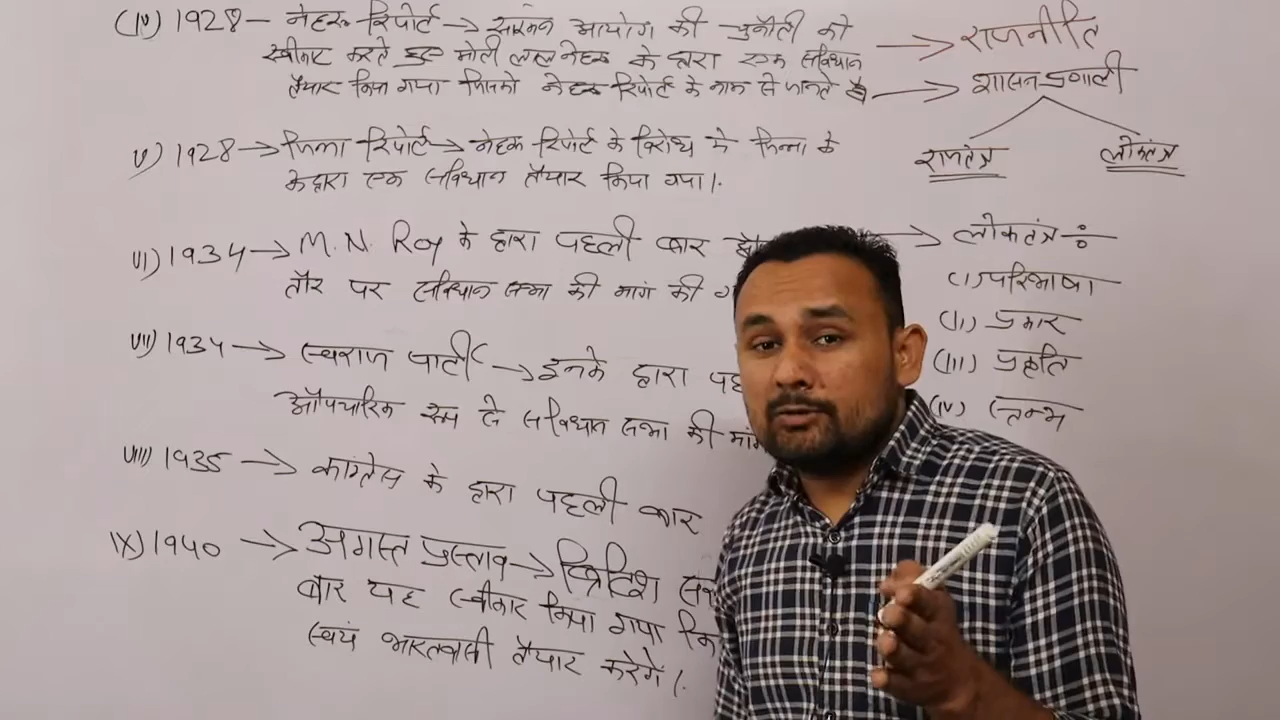 (iv) 1928 - नेहरू रिपोर्ट → साइमन आयोग की चुनौती को
स्वीकार करते हुए मोती लाल नेहरू के द्वारा एक संविधान
तैयार किया गया जिसको नेहरू रिपोर्ट के नाम से जानते है
V) 1928 → जिन्ना रिपोर्ट → नेहरू रिपोर्ट के विरोध में जिन्ना के
के द्वारा एक संविधान तैयार किया गया।
VI) 1934 → M.N. Roy के द्वारा पहली बार
तौर पर संविधान सभा की मांग की
VII) 1934 → स्वराज पार्टी → इनके द्वारा
औपचारिक रूप से संविधान सभा की मांग
VIII) 1935 → कांग्रेस के द्वारा पहली बार
IX) 1940 → अगस्त प्रस्ताव → ब्रिटिश
बार यह स्वीकार किया गया कि
स्वयं भारतवासी तैयार करेगें।
→ राजनीति
→ शासन प्रणाली
राजतंत्र लोकतंत्र
→ लोकतंत्र ÷
(I) परिभाषा
(II) प्रकार
(III) प्रकृति
(IV) स्तम्भ